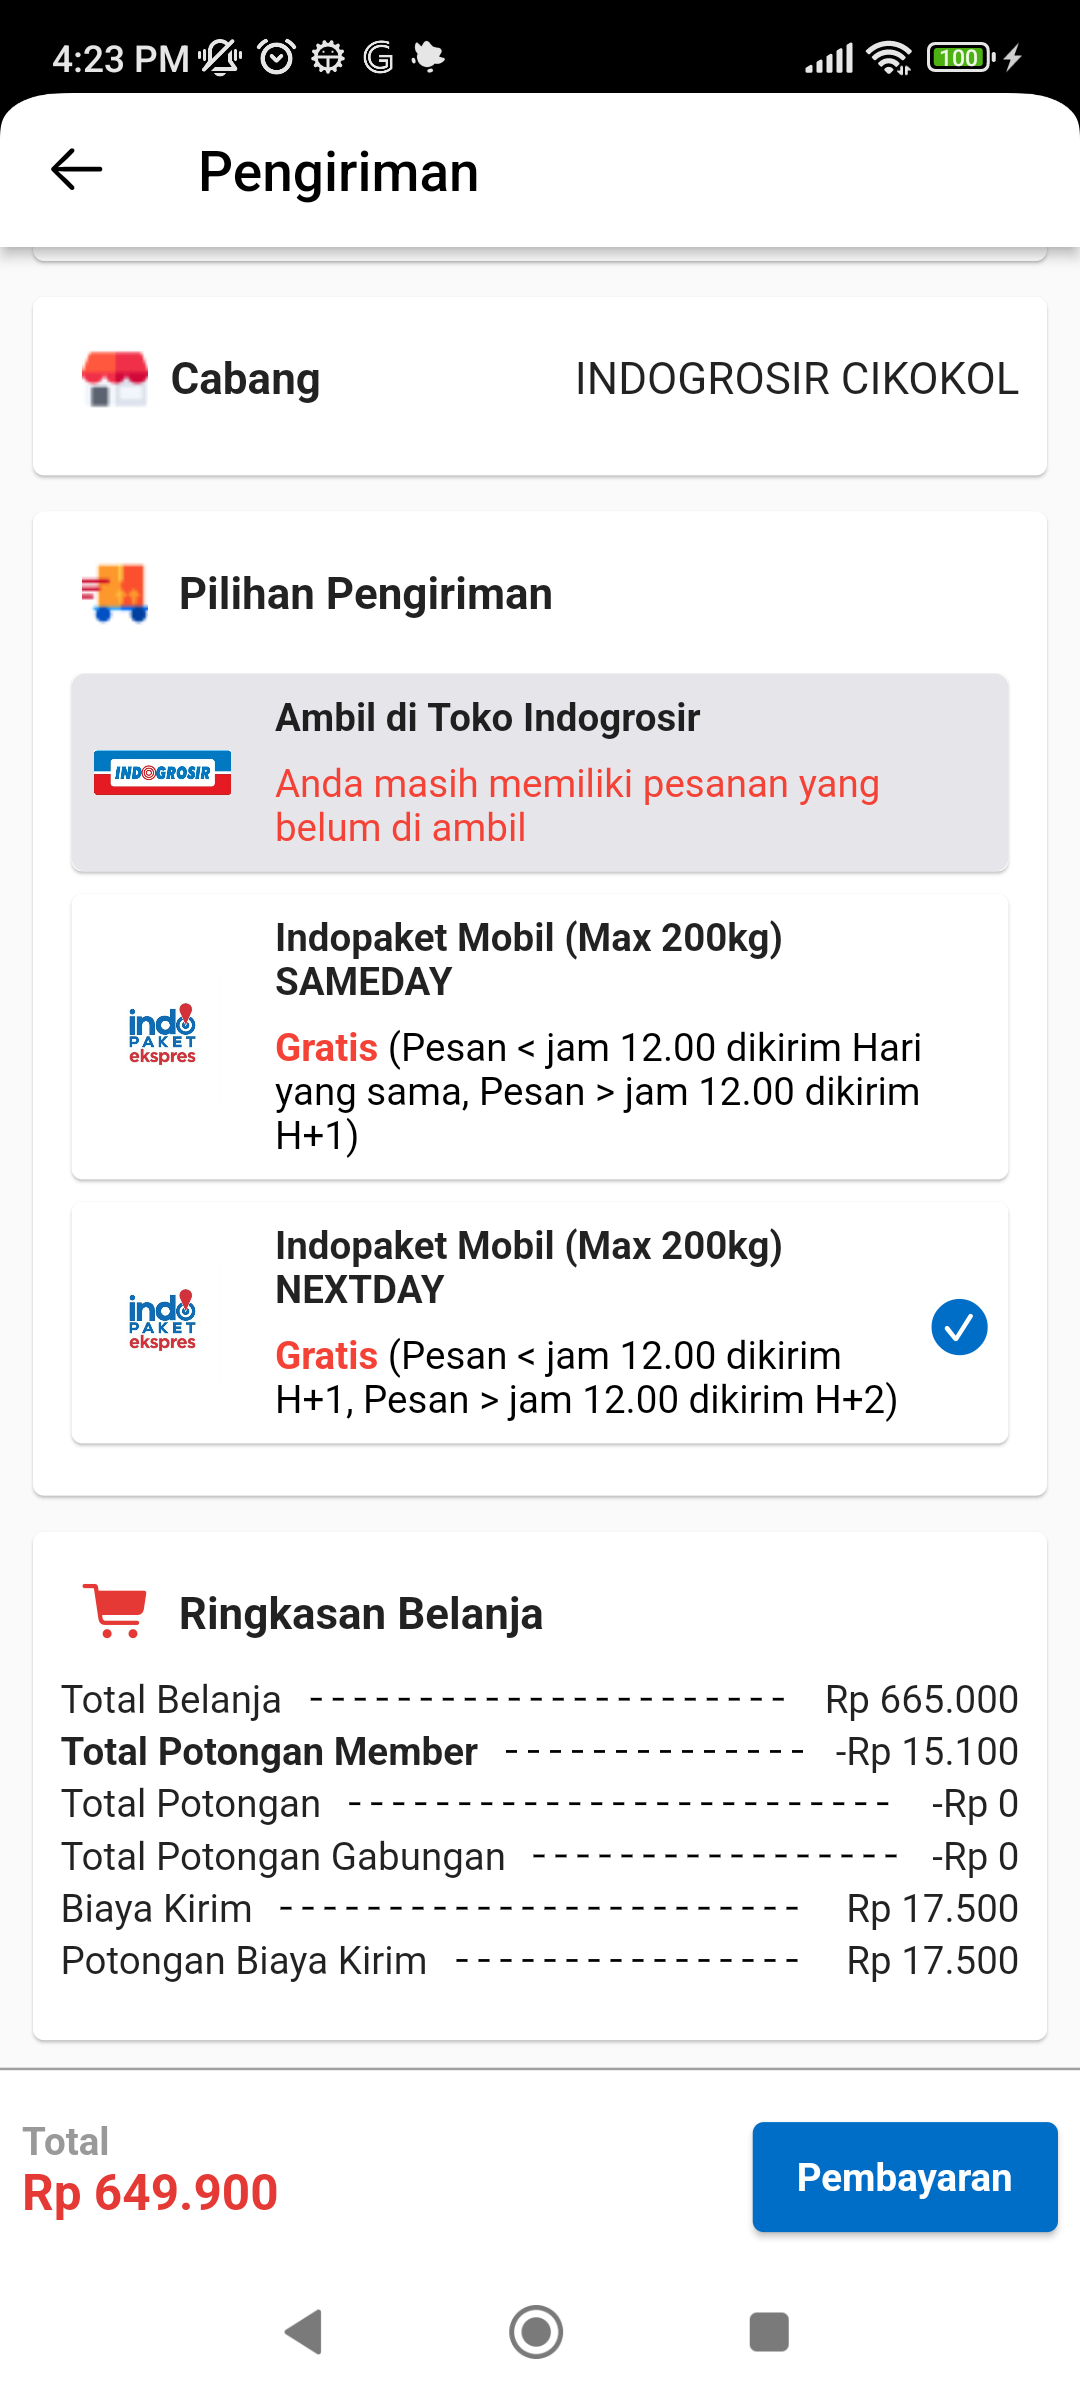 4:23 PM
100
Pengiriman
Cabang
INDOGROSIR CIKOKOL
Pilihan Pengiriman
Ambil di Toko Indogrosir
INDOGROSIR
Anda masih memiliki pesanan yang
belum di ambil
Indopaket Mobil (Max 200kg)
SAMEDAY
indo
PAKET
ekspres
Gratis (Pesan < jam 12.00 dikirim Hari
yang sama, Pesan > jam 12.00 dikirim
H+1)
Indopaket Mobil (Max 200kg)
NEXTDAY
indo
PAKET
ekspres
Gratis (Pesan < jam 12.00 dikirim
H+1, Pesan > jam 12.00 dikirim H+2)
Ringkasan Belanja
Total Belanja ---------------------- Rp 665.000
Total Potongan Member -------------- -Rp 15.100
Total Potongan ------------------------- -Rp 0
Total Potongan Gabungan ----------------- -Rp 0
Biaya Kirim ------------------------ Rp 17.500
Potongan Biaya Kirim ---------------- Rp 17.500
Total
Rp 649.900
Pembayaran